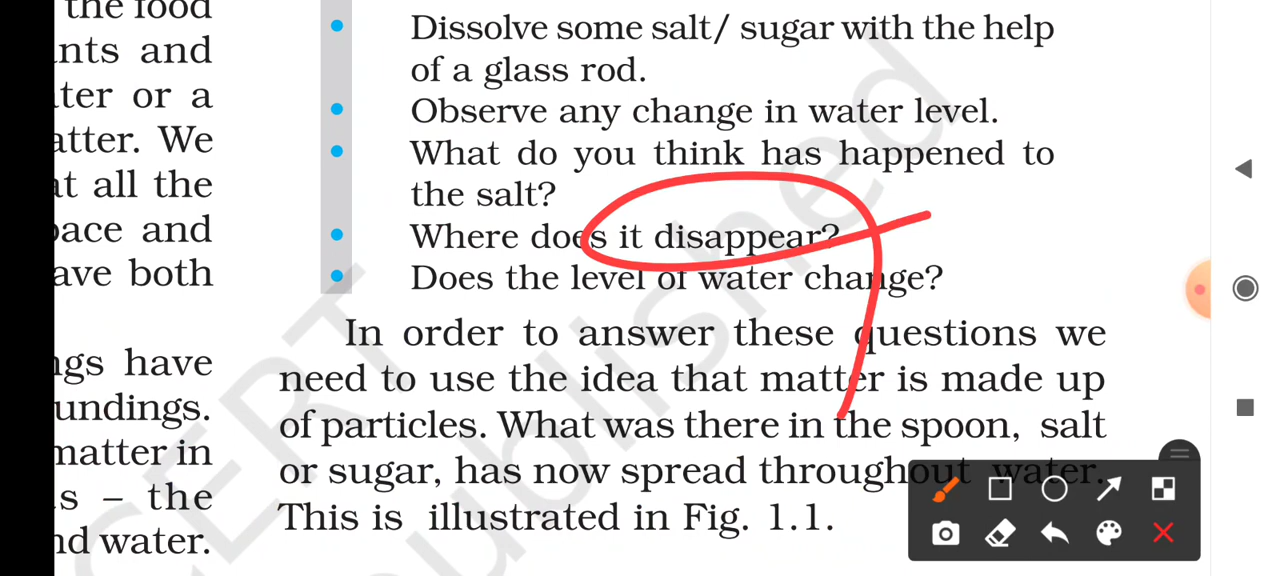 the food
nts and
ter or a
atter. We
at all the
pace and
ave both
ngs have
undings.
matter in
s – the
nd water.
Dissolve some salt/ sugar with the help
of a glass rod.
Observe any change in water level.
What do you think has happened to
the salt?
Where does it disappear?
Does the level of water change?
In order to answer these questions we
need to use the idea that matter is made up
of particles. What was there in the spoon, salt
or sugar, has now spread throughout water.
This is illustrated in Fig. 1.1.
CERT
ublished